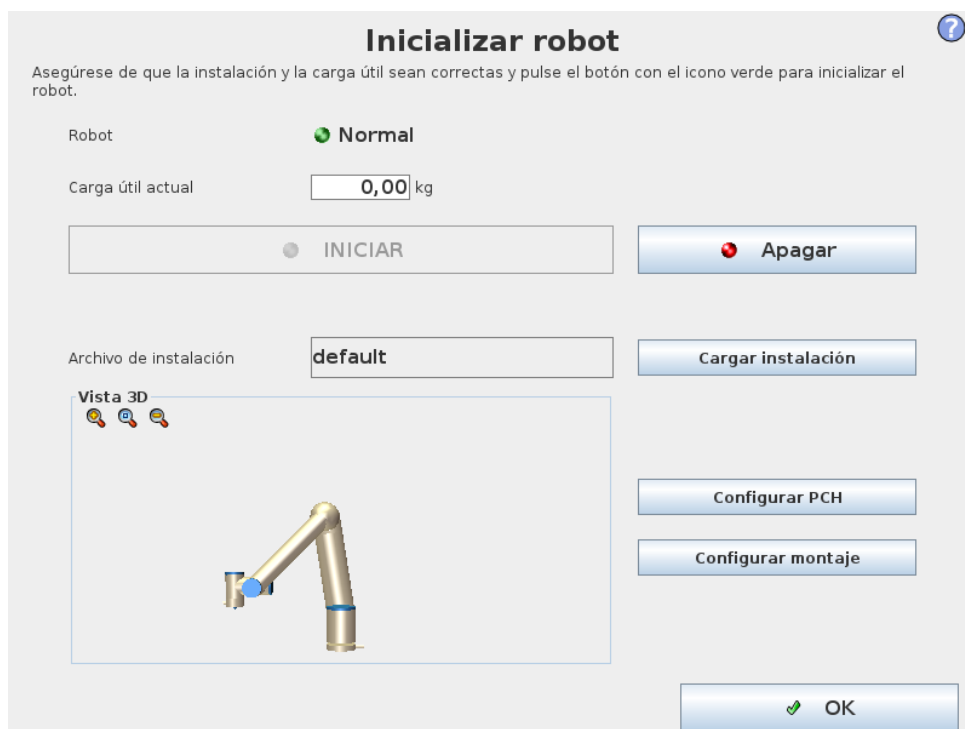 Inicializar robot
?
Asegúrese de que la instalación y la carga útil sean correctas y pulse el botón con el icono verde para inicializar el
robot.
Robot
Normal
Carga útil actual
0,00 kg
INICIAR
Apagar
Archivo de instalación
default
Cargar instalación
Vista 3D
Configurar PCH
Configurar montaje
OK